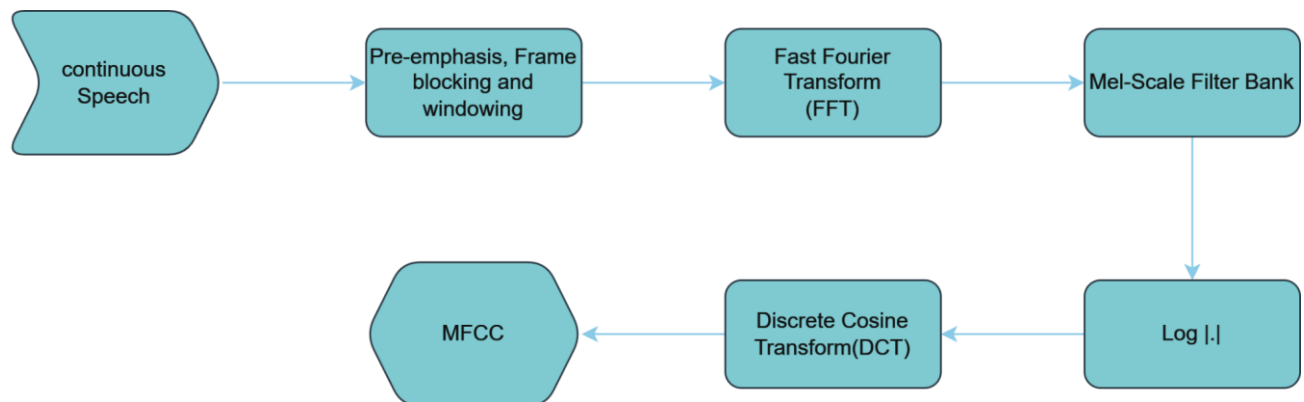 continuous
Speech
Pre-emphasis, Frame
blocking and
windowing
Fast Fourier
Transform
(FFT)
Mel-Scale Filter Bank
Log |.|
Discrete Cosine
Transform(DCT)
MFCC